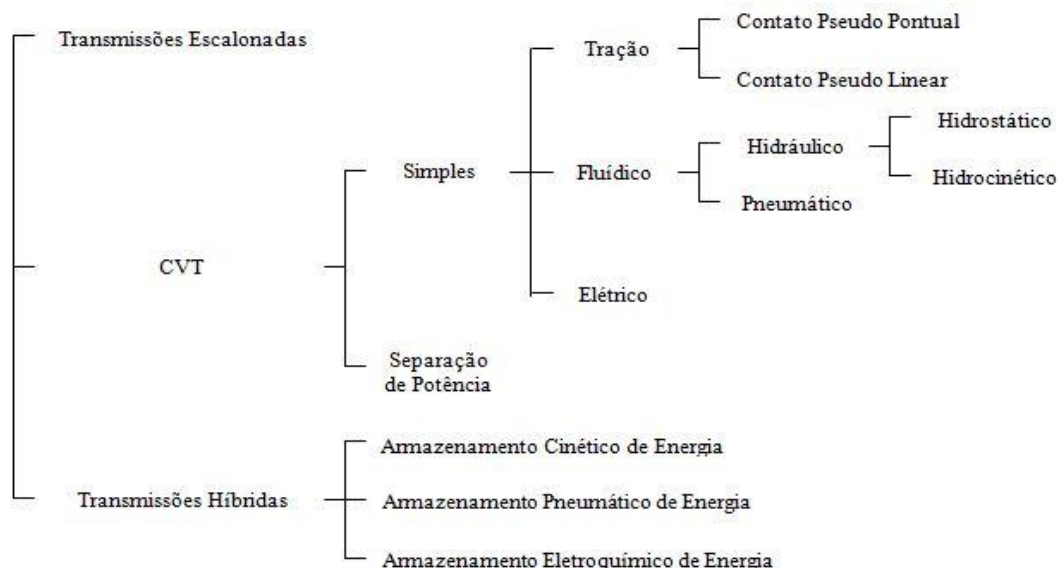 Transmissões Escalonadas
CVT
Simples
Tração
Contato Pseudo Pontual
Contato Pseudo Linear
Fluídico
Hidráulico
Hidrostático
Hidrocinético
Pneumático
Elétrico
Separação
de Potência
Transmissões Híbridas
Armazenamento Cinético de Energia
Armazenamento Pneumático de Energia
Armazenamento Eletroquímico de Energia